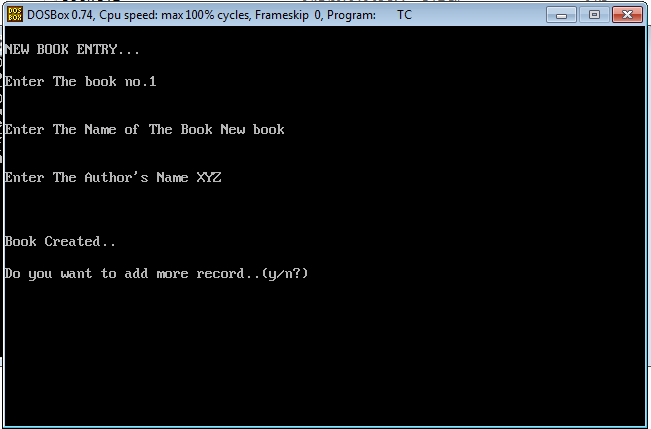 DOS
BOX
DOSBox 0.74, Cpu speed: max 100% cycles, Frameskip 0, Program: TC
NEW BOOK ENTRY...
Enter The book no.1
Enter The Name of The Book New book
Enter The Author's Name XYZ
Book Created..
Do you want to add more record..(y/n?)